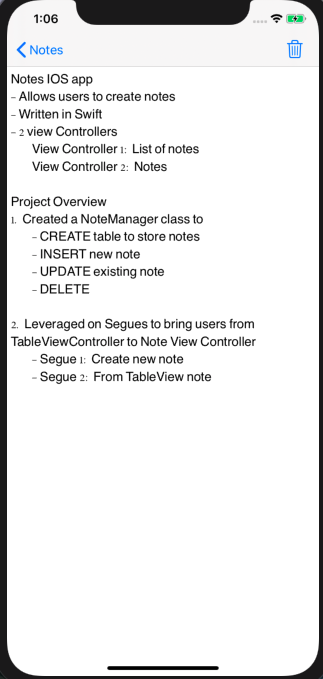 1:06
Notes
Notes IOS app
– Allows users to create notes
– Written in Swift
– 2 view Controllers
View Controller 1: List of notes
View Controller 2: Notes
Project Overview
1. Created a NoteManager class to
– CREATE table to store notes
– INSERT new note
– UPDATE existing note
– DELETE
2. Leveraged on Segues to bring users from
TableViewController to Note View Controller
– Segue 1: Create new note
– Segue 2: From TableView note